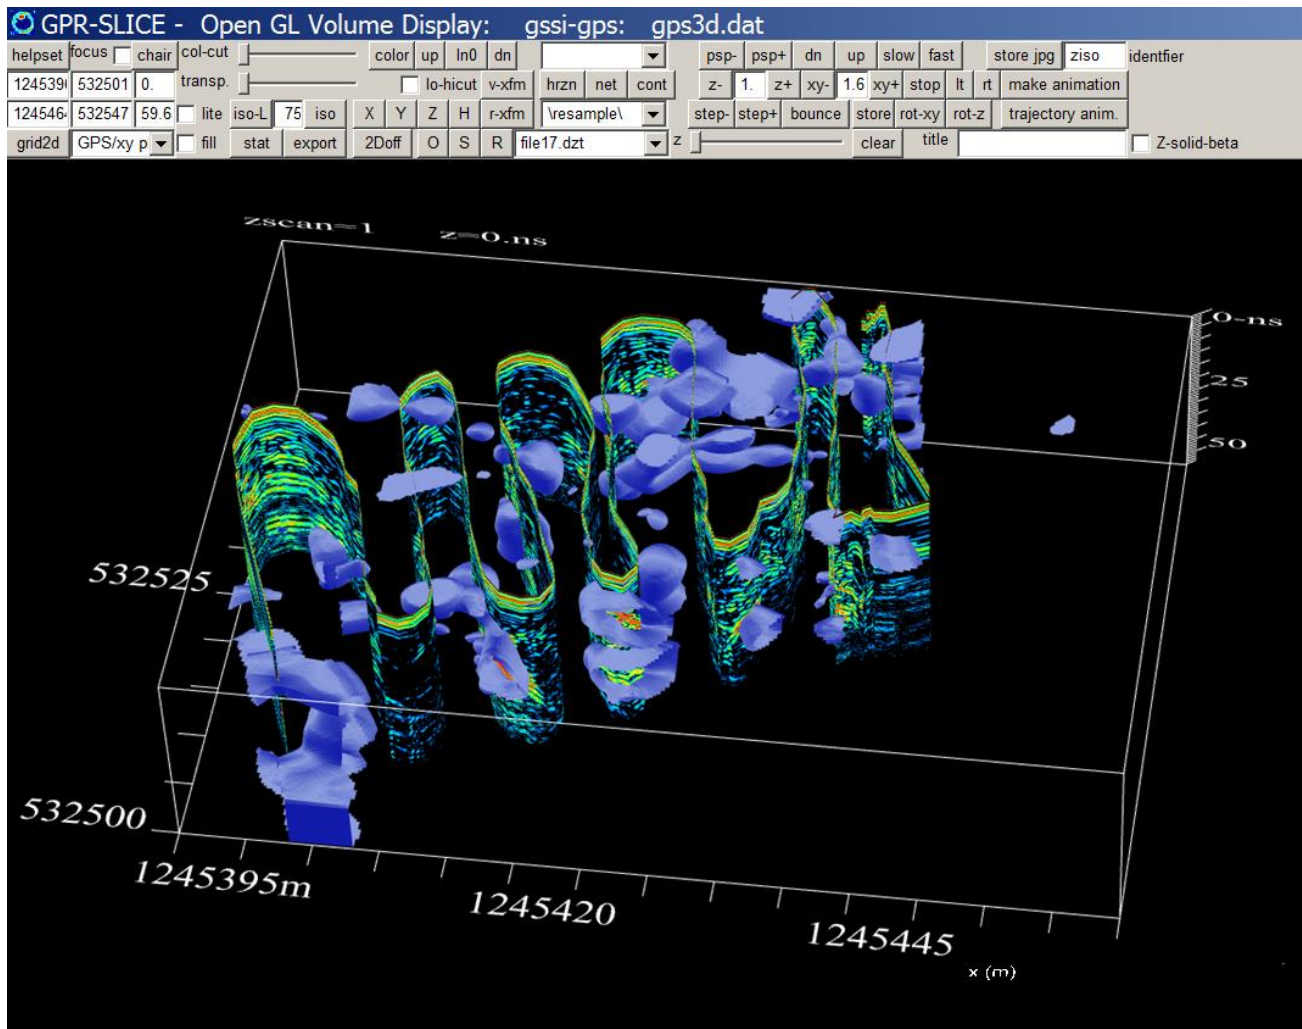 GPR-SLICE - Open GL Volume Display: gssi-gps: gps3d.dat
helpset focus chair col-cut color up ln0 dn psp- psp+ dn up slow fast store jpg ziso identfier
532501 0. transp. lo-hicut v-xfm hrzn net cont z- 1. z+ xy- 1.6 xy+ stop lt rt make animation
532547 59.6 lite iso-L 75 iso X Y Z H r-xfm \resample\ step- step+ bounce store rot-xy rot-z trajectory anim.
grid2d GPS/xy p fill stat export 2Doff O S R file17.dzt z clear title Z-solid-beta
zscan=1 z=0.ns
0-ns
25
50
532525
532500
1245395m
1245420
1245445
x (m)